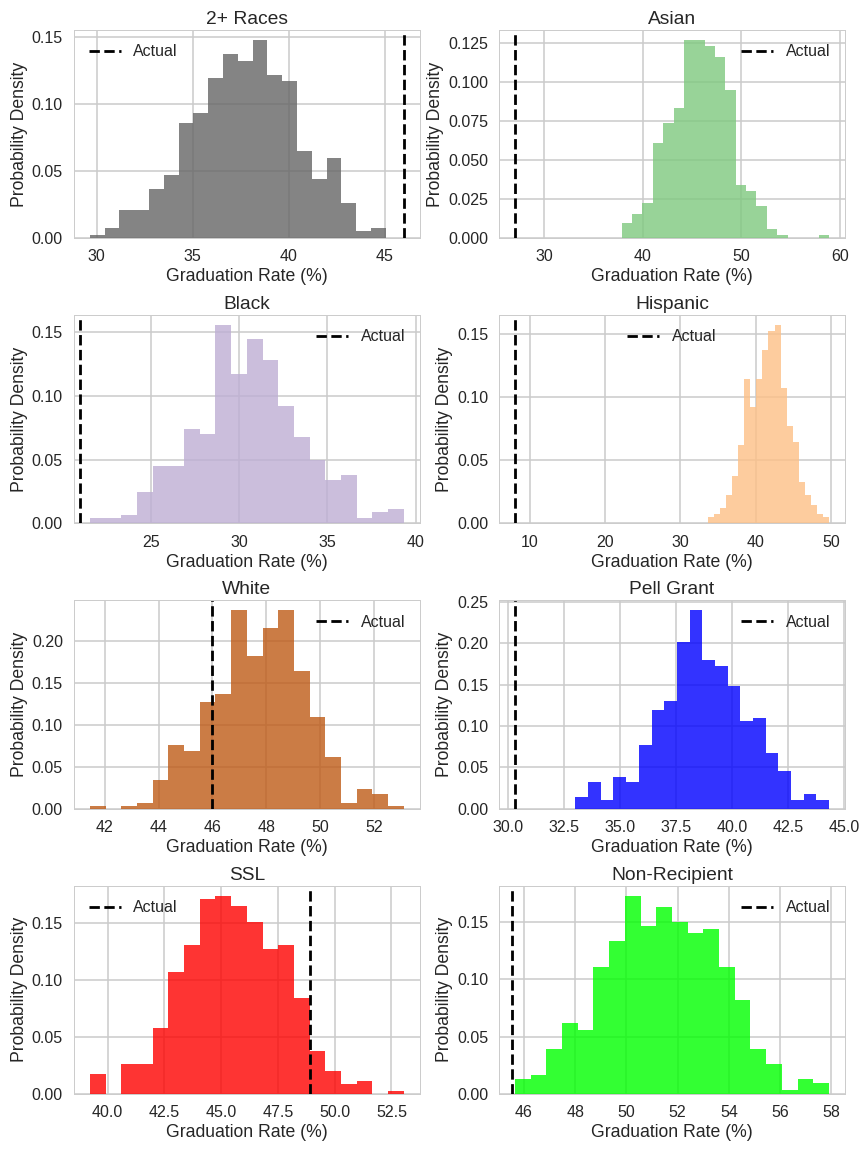 2+ Races
Probability Density
0.15
0.10
0.05
0.00
Actual
30 35 40 45
Graduation Rate (%)
Asian
Probability Density
0.125
0.100
0.075
0.050
0.025
0.000
Actual
30 40 50 60
Graduation Rate (%)
Black
Probability Density
0.15
0.10
0.05
0.00
Actual
25 30 35 40
Graduation Rate (%)
Hispanic
Probability Density
0.15
0.10
0.05
0.00
Actual
10 20 30 40 50
Graduation Rate (%)
White
Probability Density
0.20
0.15
0.10
0.05
0.00
Actual
42 44 46 48 50 52
Graduation Rate (%)
Pell Grant
Probability Density
0.25
0.20
0.15
0.10
0.05
0.00
Actual
30.0 32.5 35.0 37.5 40.0 42.5 45.0
Graduation Rate (%)
SSL
Probability Density
0.15
0.10
0.05
0.00
Actual
40.0 42.5 45.0 47.5 50.0 52.5
Graduation Rate (%)
Non-Recipient
Probability Density
0.15
0.10
0.05
0.00
Actual
46 48 50 52 54 56 58
Graduation Rate (%)